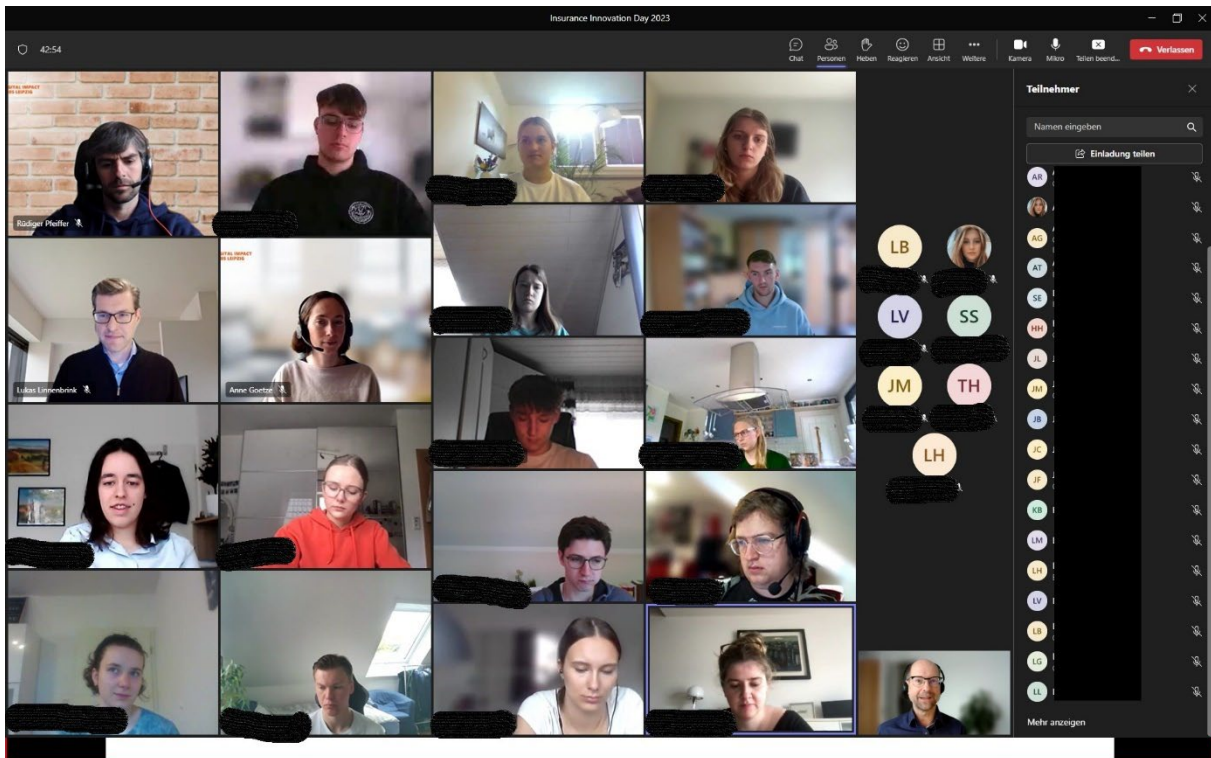 Insurance Innovation Day 2023
42:54
Chat
Personen
Heben
Reagieren
Ansicht
Weitere
Kamera
Mikro
Teilen beend...
Verlassen
Teilnehmer
Namen eingeben
Einladung teilen
Rüdiger Pfeiffer
Lukas Linnenbrink
Anne Goetze
LB
LV
SS
JM
TH
LH
AR
AG
AT
SE
HH
JL
JM
JB
JC
JF
KB
LM
LH
LV
LB
LG
LL
Mehr anzeigen